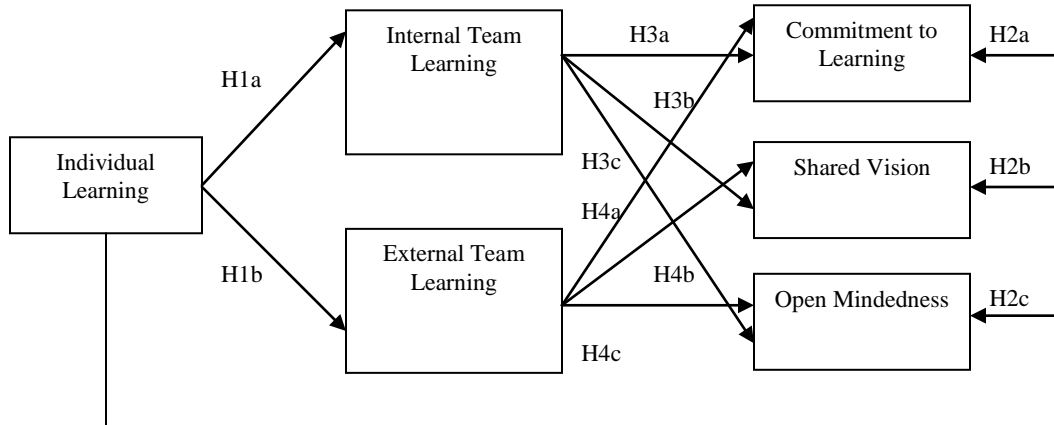 Internal Team
Learning
H3a
Commitment to
Learning
H2a
H1a
H3b
Individual
Learning
H3c
Shared Vision
H2b
H4a
External Team
Learning
H1b
H4b
Open Mindedness
H2c
H4c